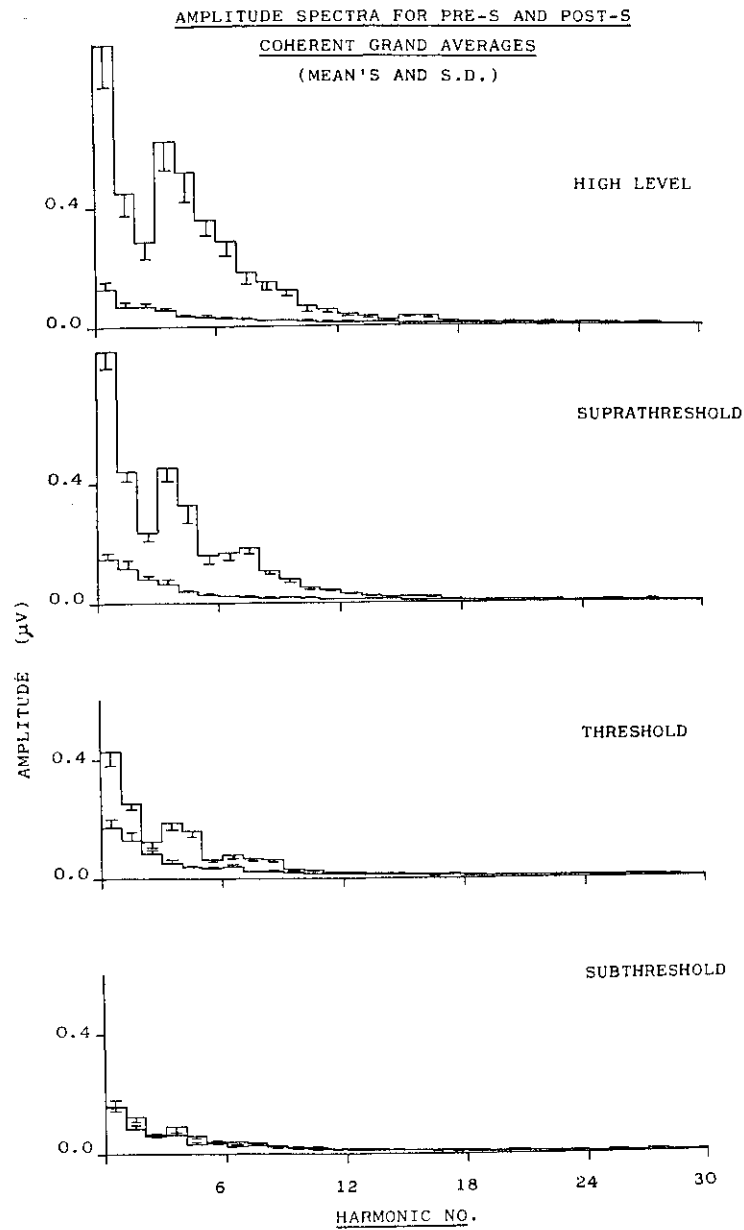 AMPLITUDE SPECTRA FOR PRE-S AND POST-S
COHERENT GRAND AVERAGES
(MEAN'S AND S.D.)
HIGH LEVEL
0.4
0.0
SUPRATHRESHOLD
0.4
0.0
AMPLITUDE (μV)
THRESHOLD
0.4
0.0
SUBTHRESHOLD
0.4
0.0
6 12 18 24 30
HARMONIC NO.